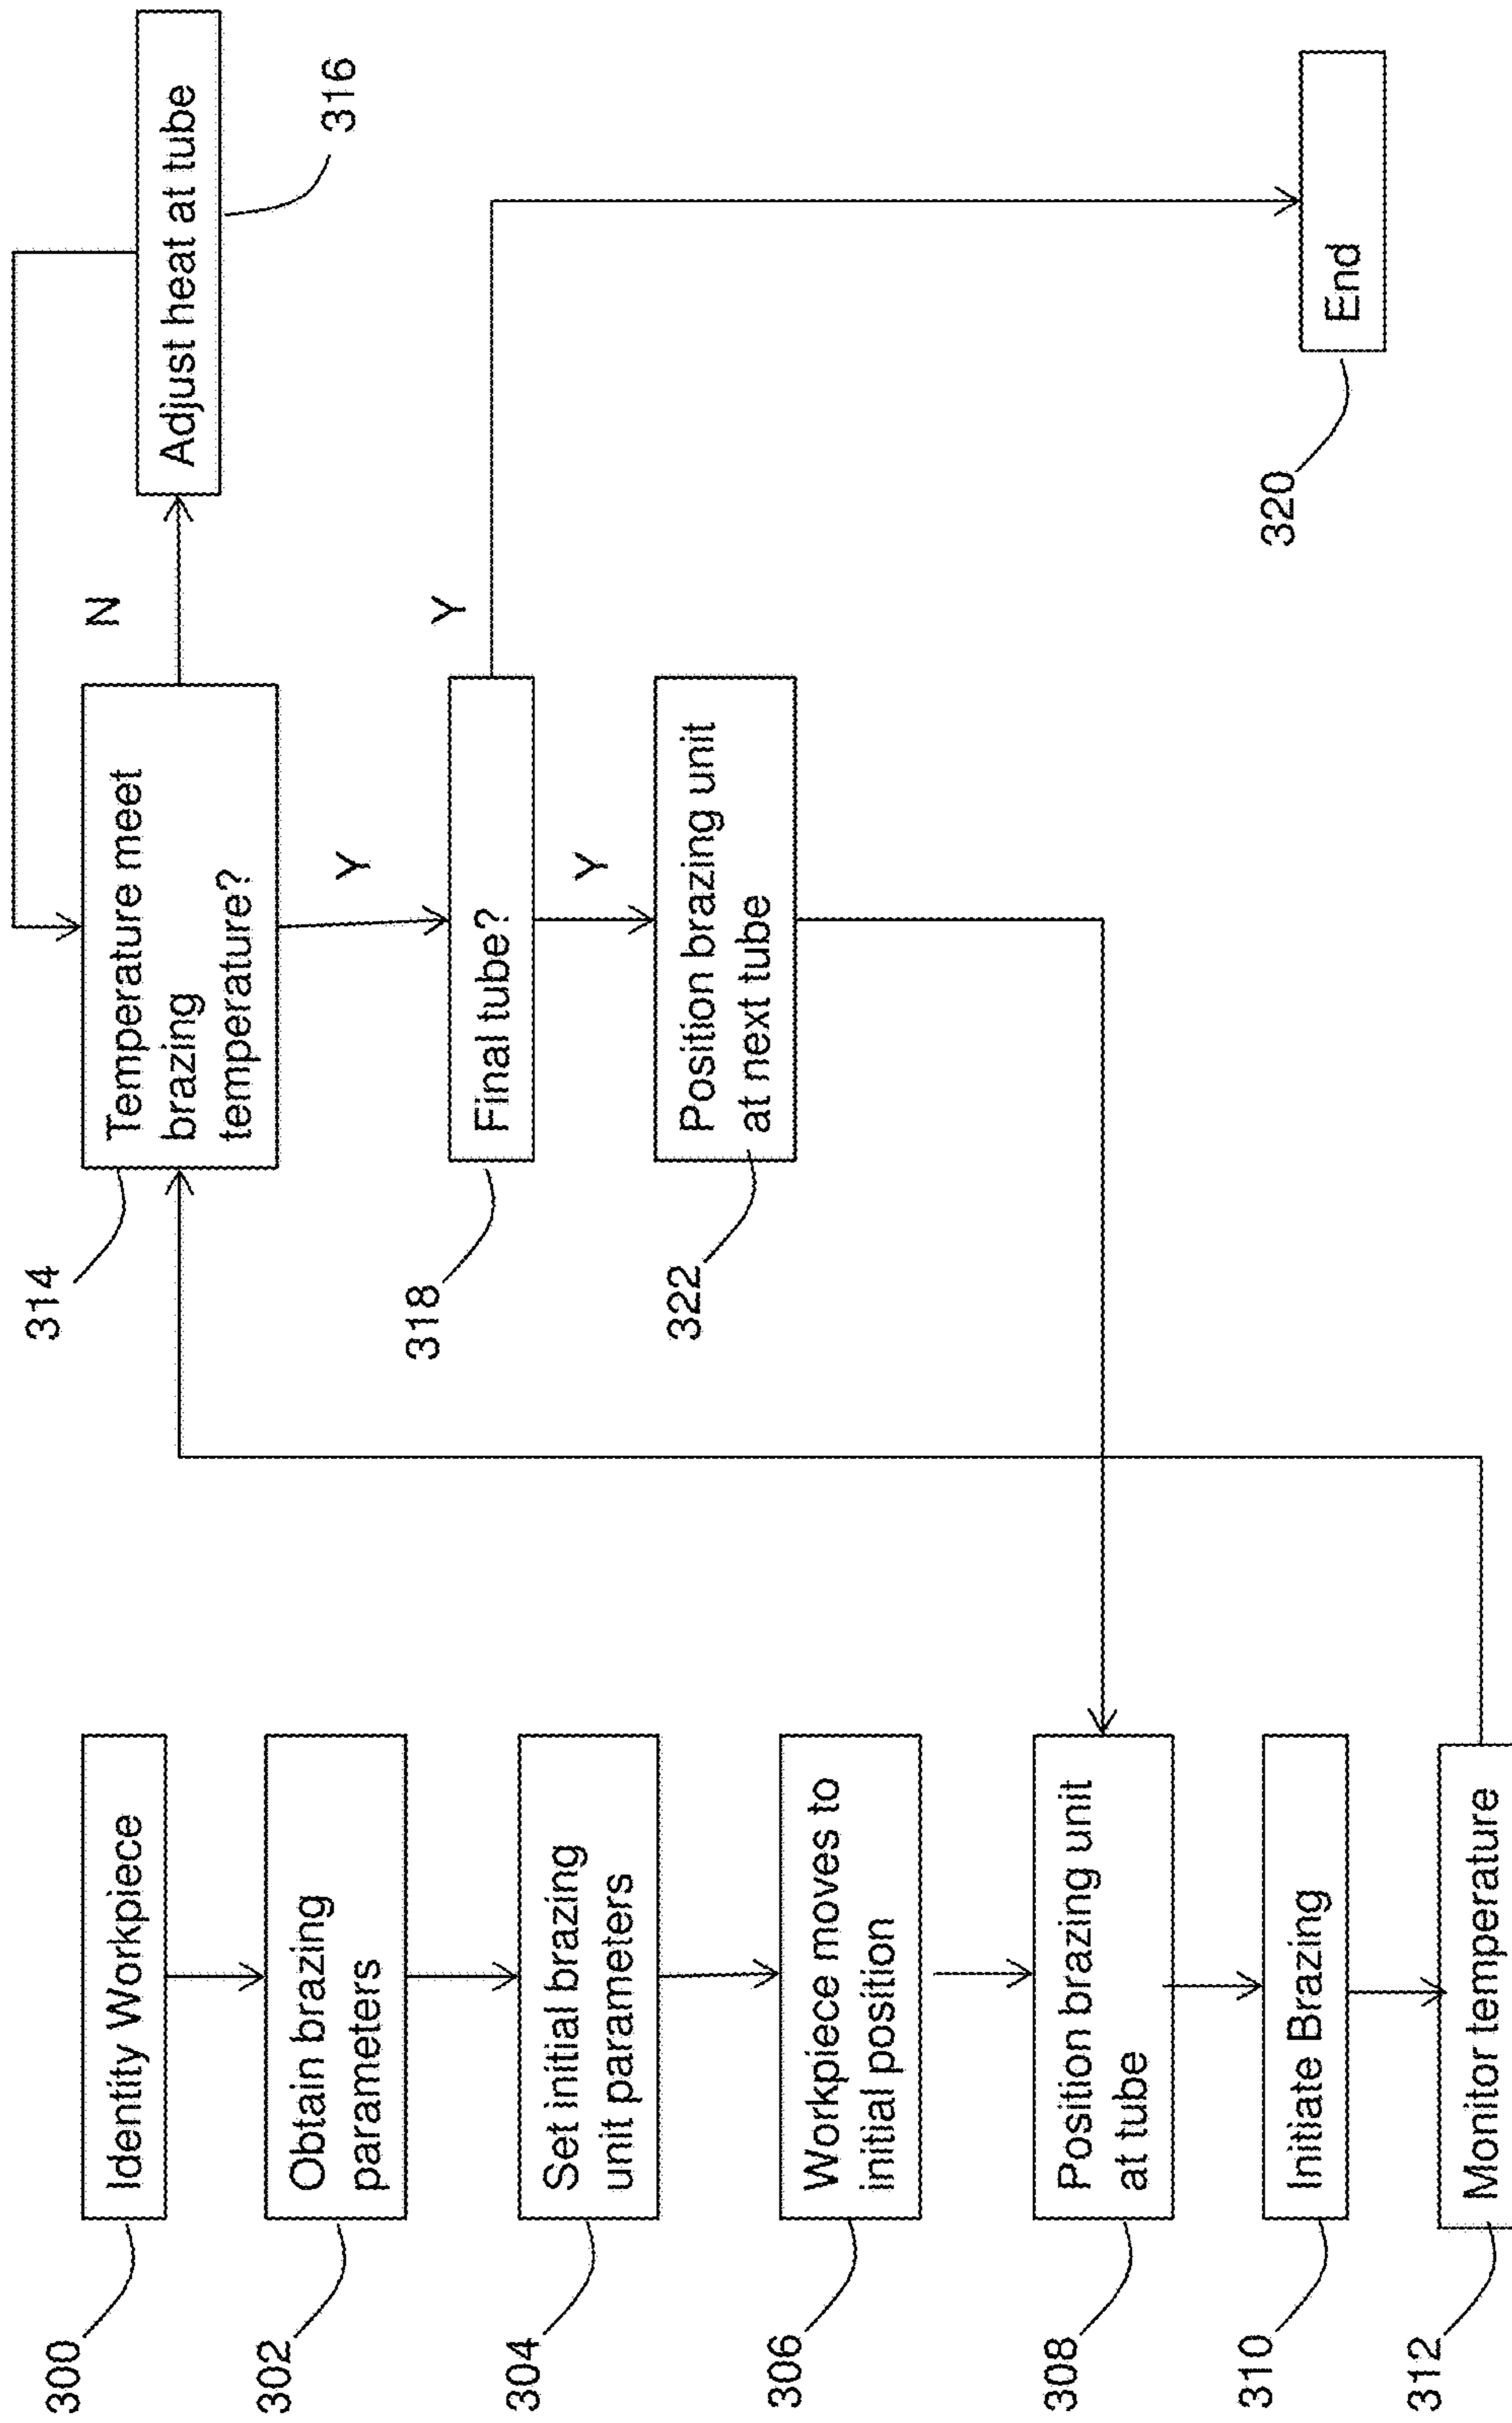 300
Identity Workpiece
302
Obtain brazing
parameters
304
Set initial brazing
unit parameters
306
Workpiece moves to
initial position
308
Position brazing unit
at tube
310
Initiate Brazing
312
Monitor temperature
314
Temperature meet
brazing
temperature?
N
Adjust heat at tube
316
Y
318
Final tube?
Y
Y
322
Position brazing unit
at next tube
320
End